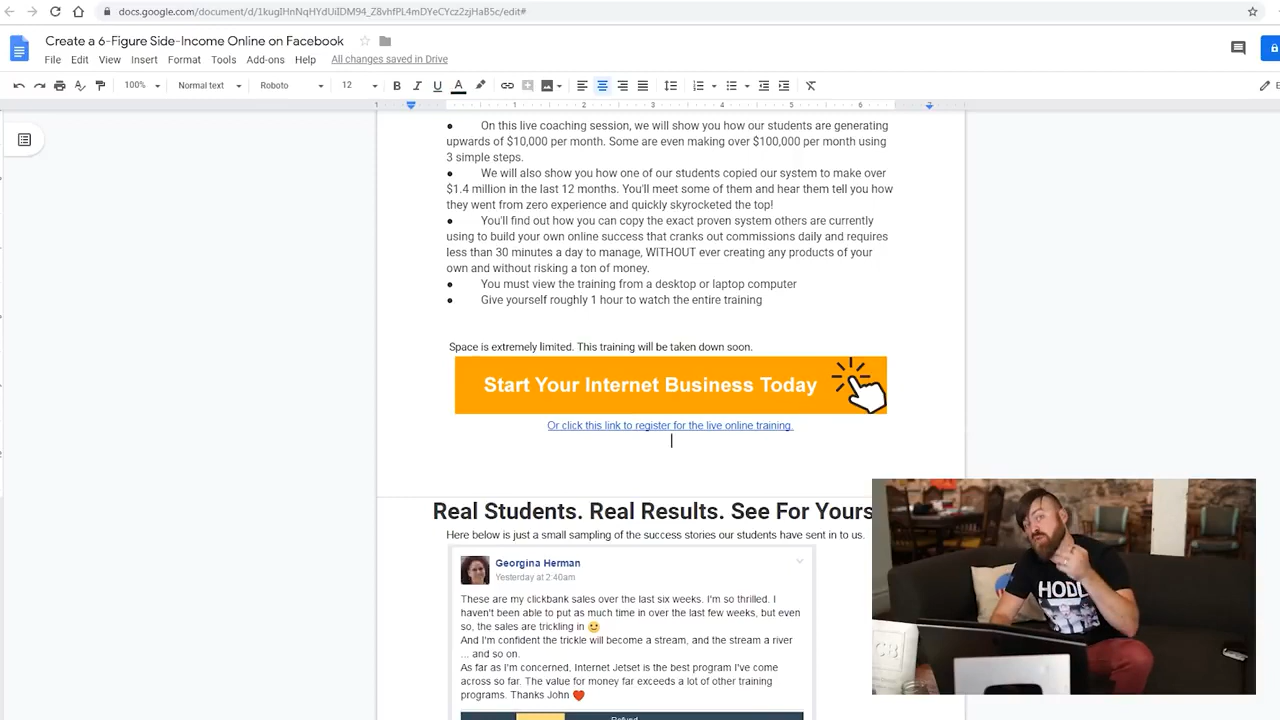 docs.google.com/document/d/1kugIHnNqHYdUiIDM94_Z8vhfPL4mDYeCYcz2zjHaB5c/edit#
Create a 6-Figure Side-Income Online on Facebook
File Edit View Insert Format Tools Add-ons Help All changes saved in Drive
100% Normal text Roboto 12 B I U A
1 1 2 3 4 5 6 7
● On this live coaching session, we will show you how our students are generating
upwards of $10,000 per month. Some are even making over $100,000 per month using
3 simple steps.
● We will also show you how one of our students copied our system to make over
$1.4 million in the last 12 months. You'll meet some of them and hear them tell you how
they went from zero experience and quickly skyrocketed the top!
● You'll find out how you can copy the exact proven system others are currently
using to build your own online success that cranks out commissions daily and requires
less than 30 minutes a day to manage, WITHOUT ever creating any products of your
own and without risking a ton of money.
● You must view the training from a desktop or laptop computer
● Give yourself roughly 1 hour to watch the entire training
Space is extremely limited. This training will be taken down soon.
Start Your Internet Business Today
Or click this link to register for the live online training.
Real Students. Real Results. See For Yours
Here below is just a small sampling of the success stories our students have sent in to us.
Georgina Herman
Yesterday at 2:40am
These are my clickbank sales over the last six weeks. I'm so thrilled. I
haven't been able to put as much time in over the last few weeks, but even
so, the sales are trickling in
And I'm confident the trickle will become a stream, and the stream a river
... and so on.
As far as I'm concerned, Internet Jetset is the best program I've come
across so far. The value for money far exceeds a lot of other training
programs. Thanks John
Refund
HODL